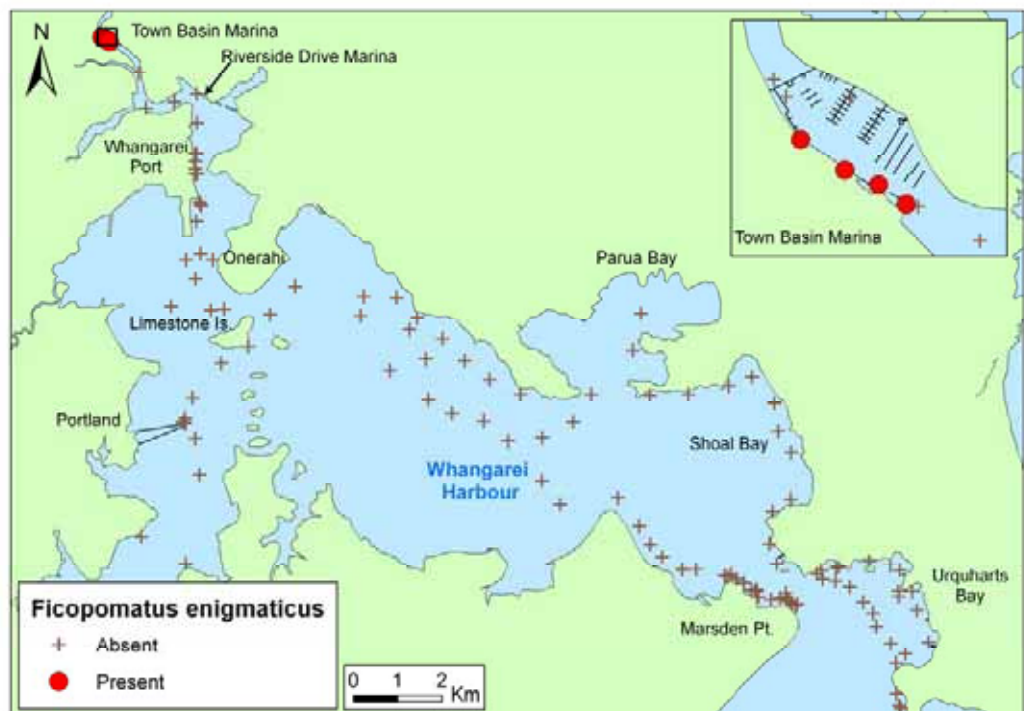 N
Town Basin Marina
Riverside Drive Marina
Whangarei
Port
Town Basin Marina
Onerahi
Parua Bay
Limestone Is.
Portland
Shoal Bay
Whangarei
Harbour
Urquharts
Bay
Marsden Pt.
Ficopomatus enigmaticus
Absent
Present
0 1 2
Km